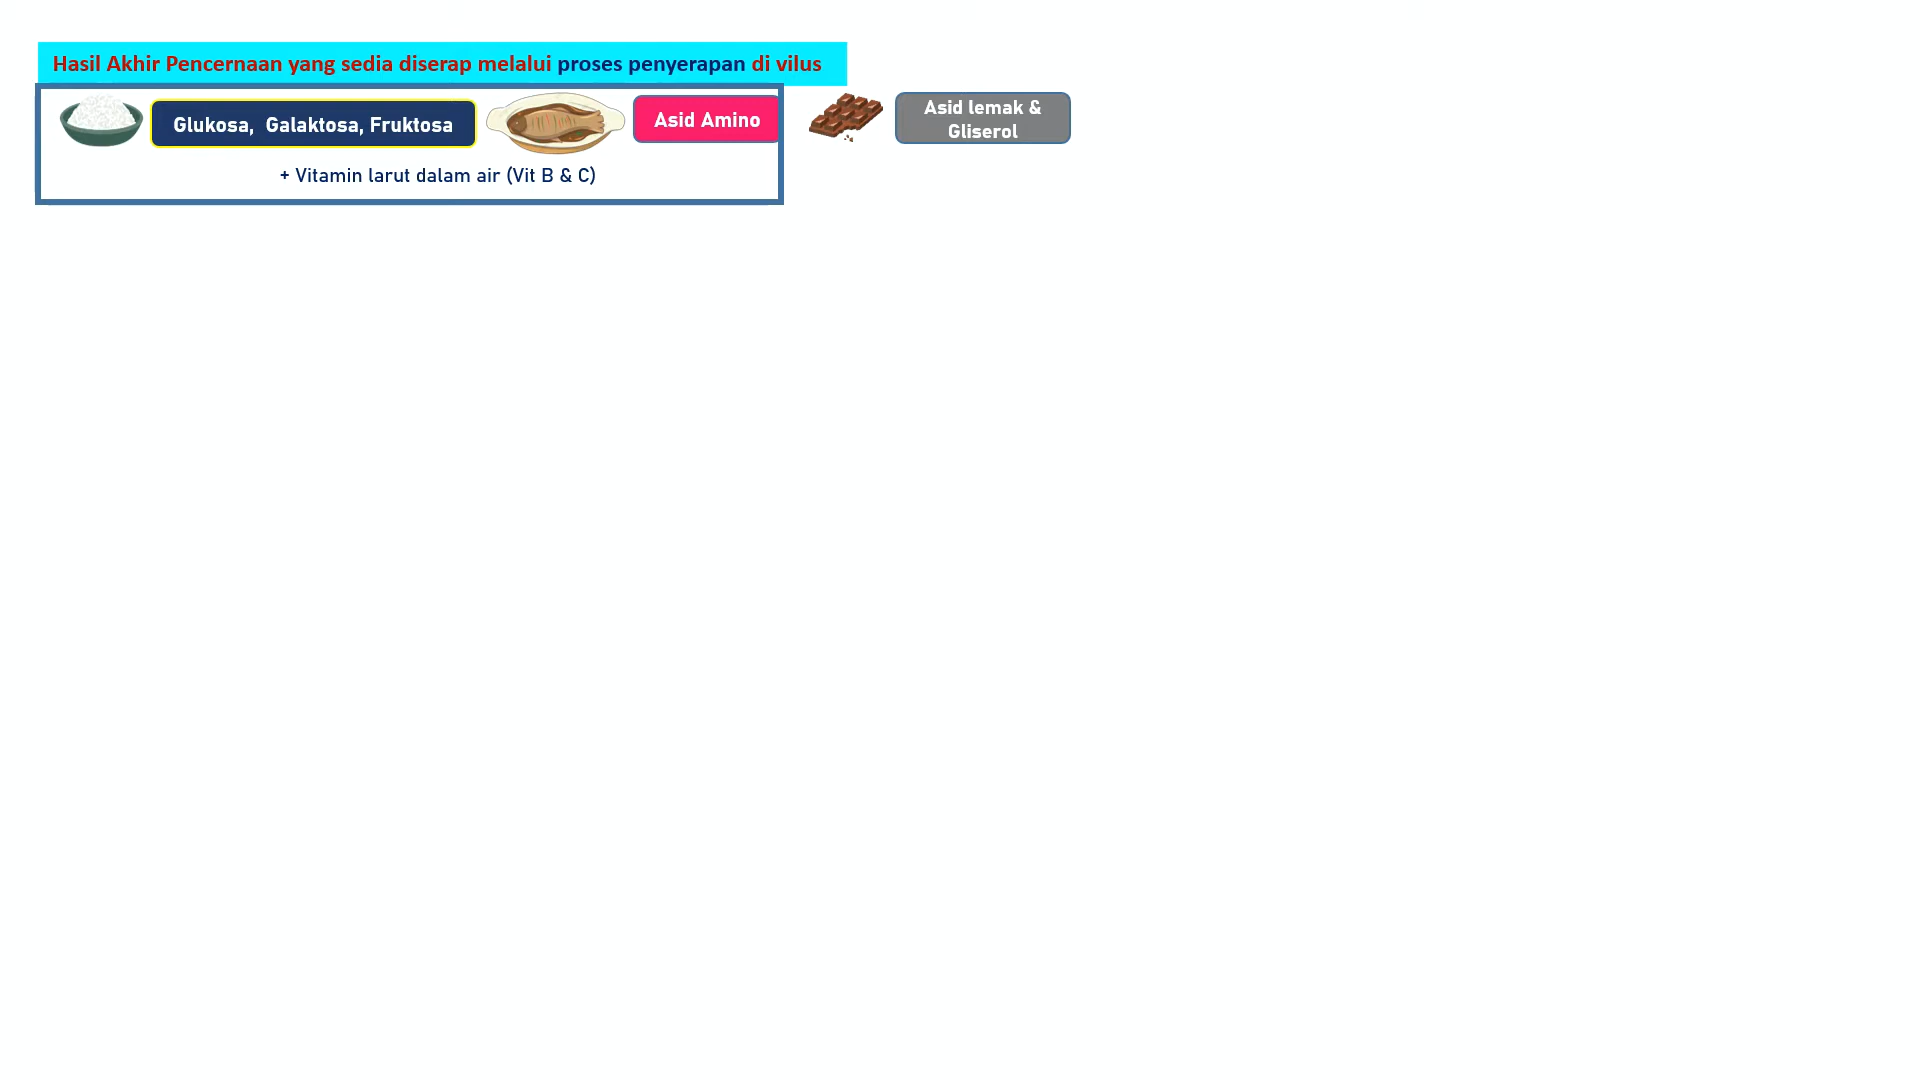 Hasil Akhir Pencernaan yang sedia diserap melalui proses penyerapan di vilus
Glukosa, Galaktosa, Fruktosa
Asid Amino
Asid lemak &
Gliserol
+ Vitamin larut dalam air (Vit B & C)